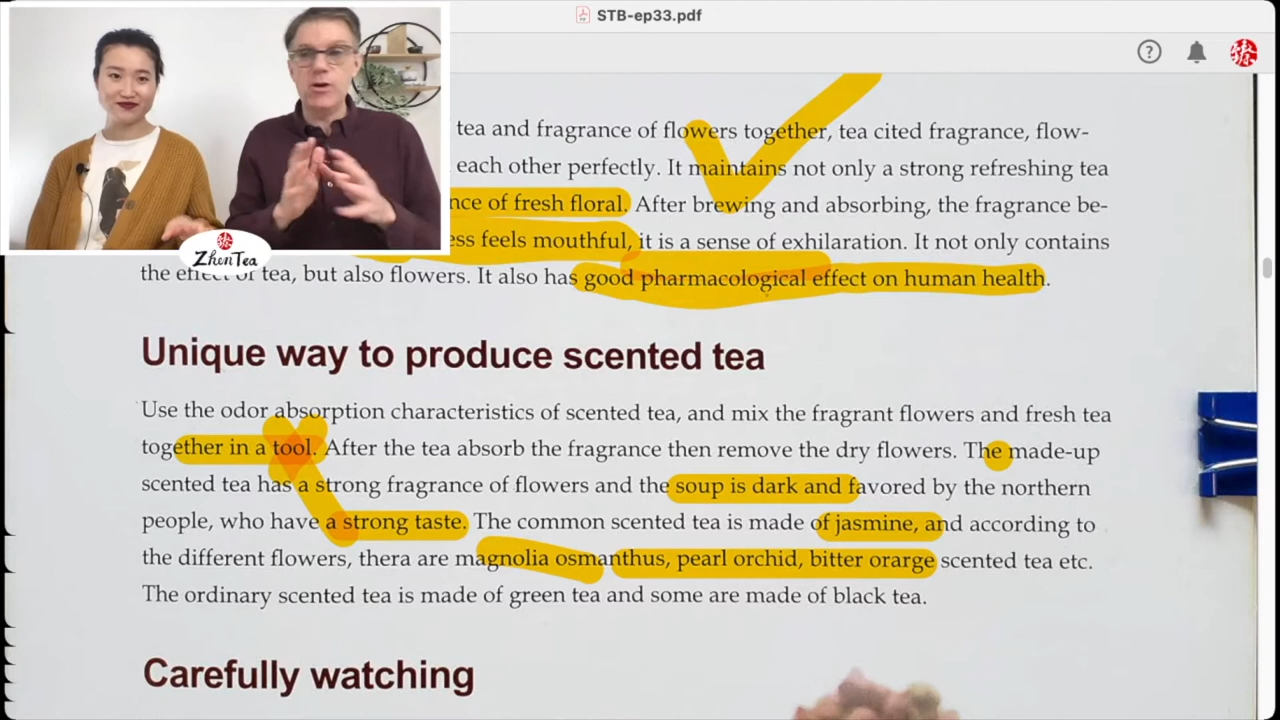 STB-ep33.pdf
ZhenTea
tea and fragrance of flowers together, tea cited fragrance, flow-
each other perfectly. It maintains not only a strong refreshing tea
nce of fresh floral. After brewing and absorbing, the fragrance be-
ess feels mouthful, it is a sense of exhilaration. It not only contains
the effect of tea, but also flowers. It also has good pharmacological effect on human health.
Unique way to produce scented tea
Use the odor absorption characteristics of scented tea, and mix the fragrant flowers and fresh tea
together in a tool. After the tea absorb the fragrance then remove the dry flowers. The made-up
scented tea has a strong fragrance of flowers and the soup is dark and favored by the northern
people, who have a strong taste. The common scented tea is made of jasmine, and according to
the different flowers, thera are magnolia osmanthus, pearl orchid, bitter orarge scented tea etc.
The ordinary scented tea is made of green tea and some are made of black tea.
Carefully watching